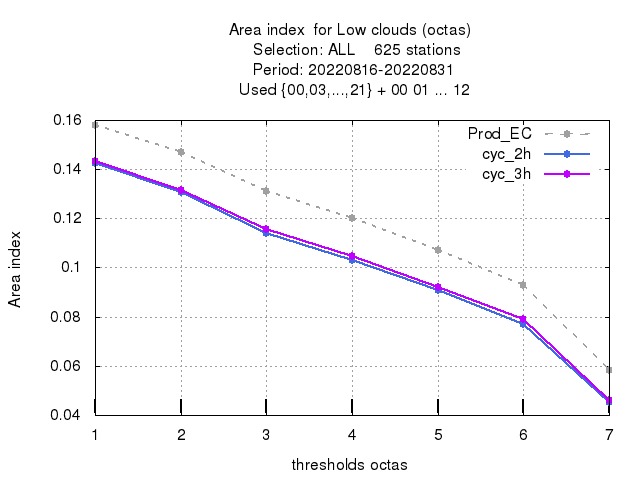 Area index  for Low clouds (octas)
Selection: ALL    625 stations
Period: 20220816-20220831
Used {00,03,...,21} + 00 01 ... 12
0.16
0.14
0.12
0.1
0.08
0.06
0.04
Area index
Prod_EC
cyc_2h
cyc_3h
1 2 3 4 5 6 7
thresholds octas